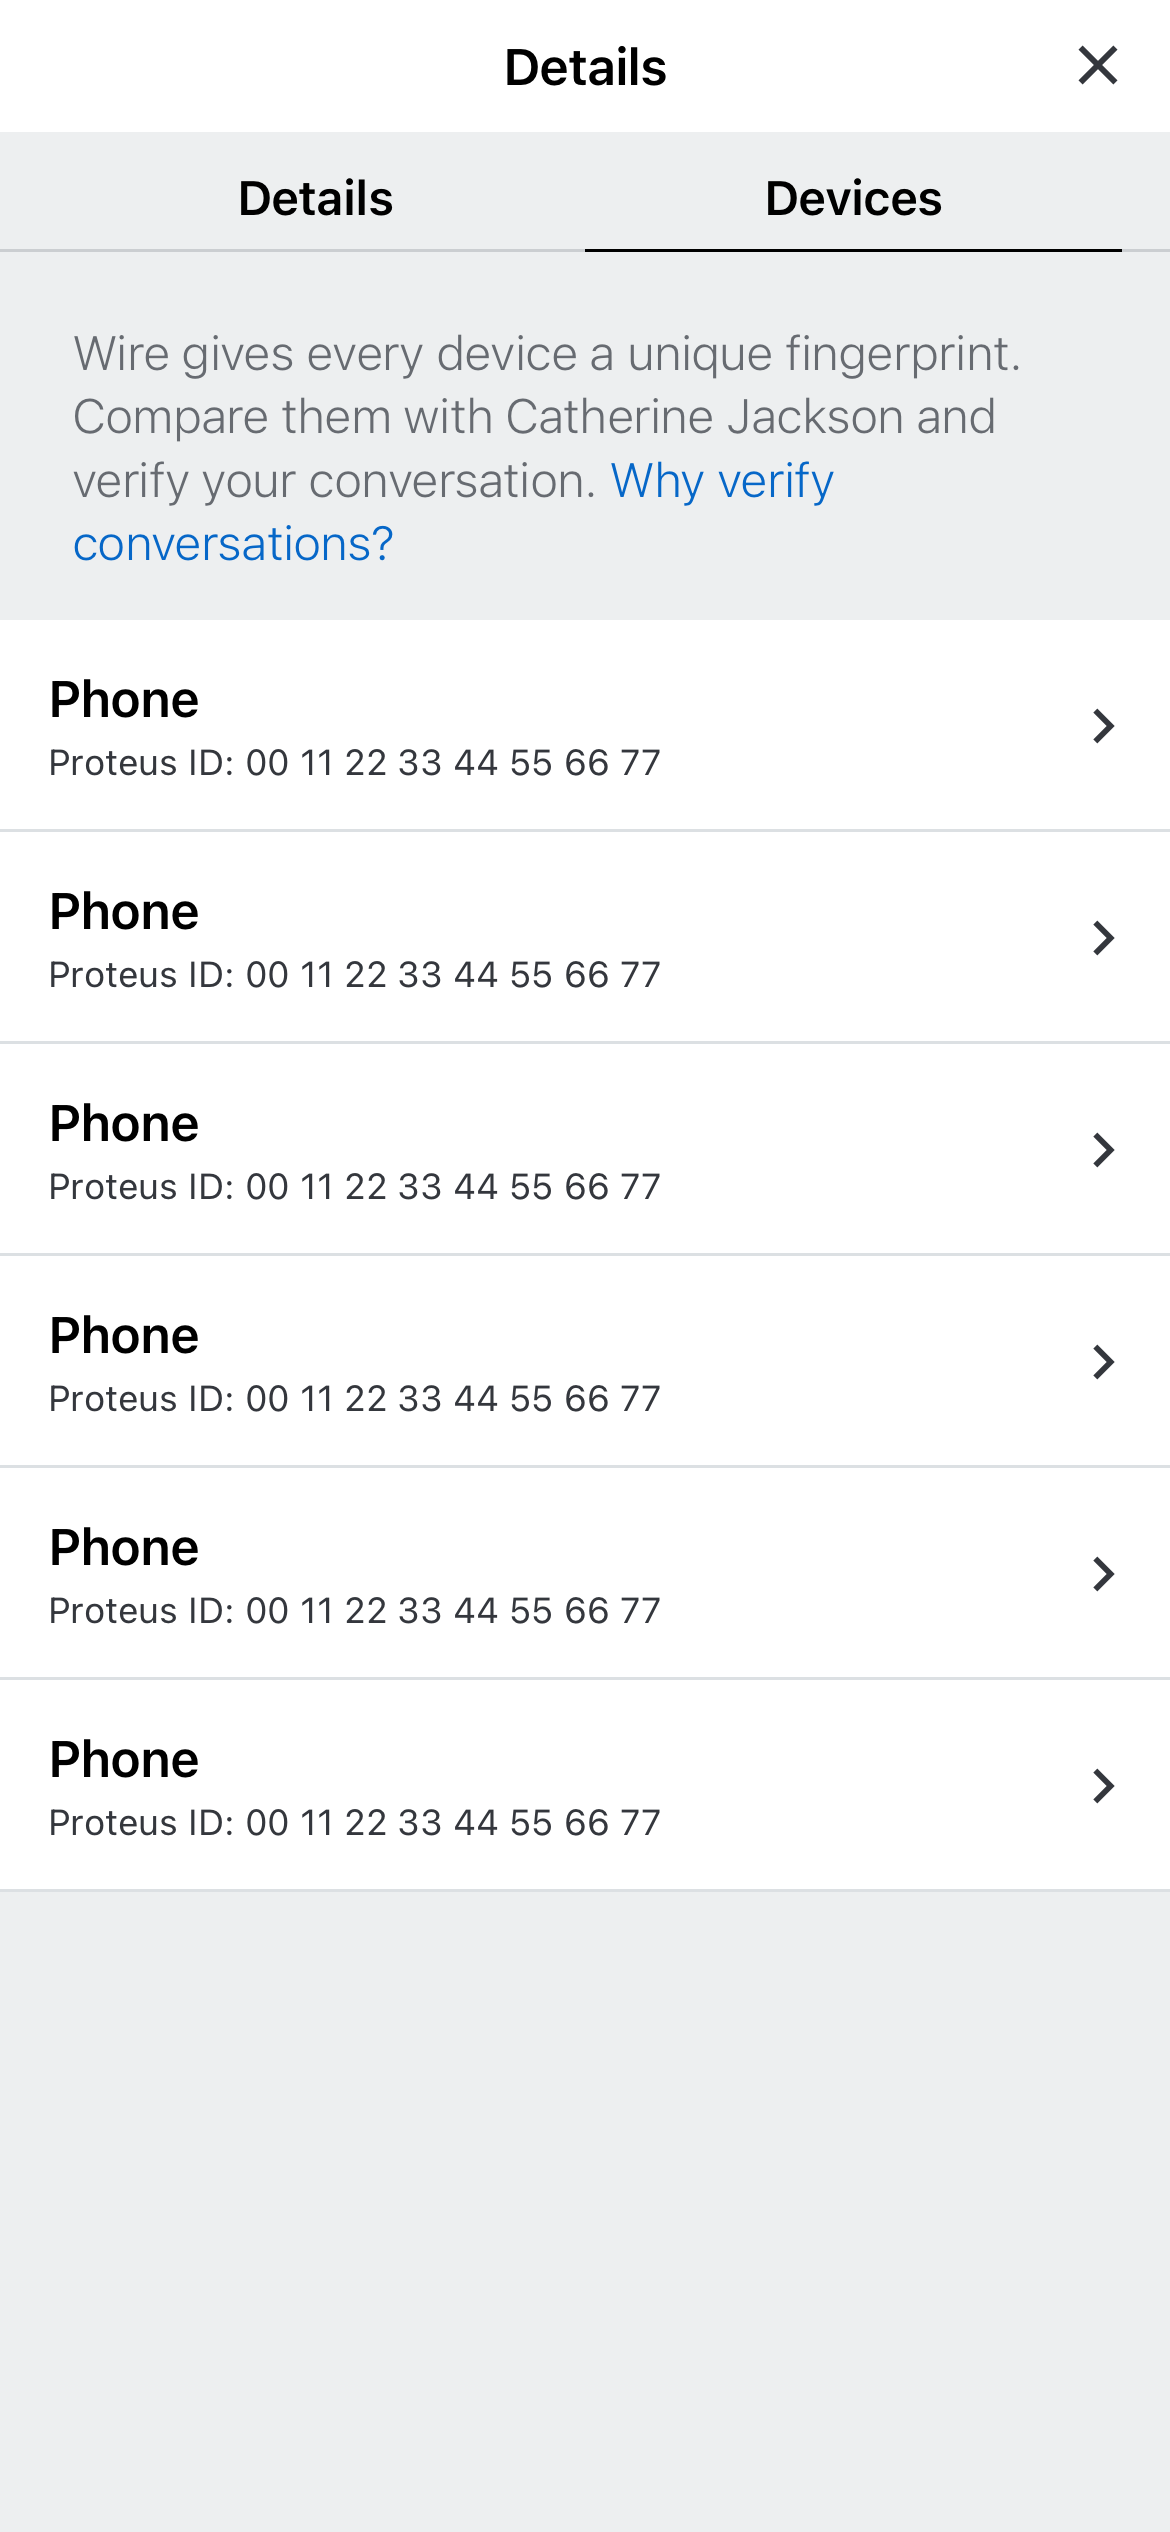 Details
Details
Devices
Wire gives every device a unique fingerprint.
Compare them with Catherine Jackson and
verify your conversation. Why verify
conversations?
Phone
Proteus ID: 00 11 22 33 44 55 66 77
Phone
Proteus ID: 00 11 22 33 44 55 66 77
Phone
Proteus ID: 00 11 22 33 44 55 66 77
Phone
Proteus ID: 00 11 22 33 44 55 66 77
Phone
Proteus ID: 00 11 22 33 44 55 66 77
Phone
Proteus ID: 00 11 22 33 44 55 66 77